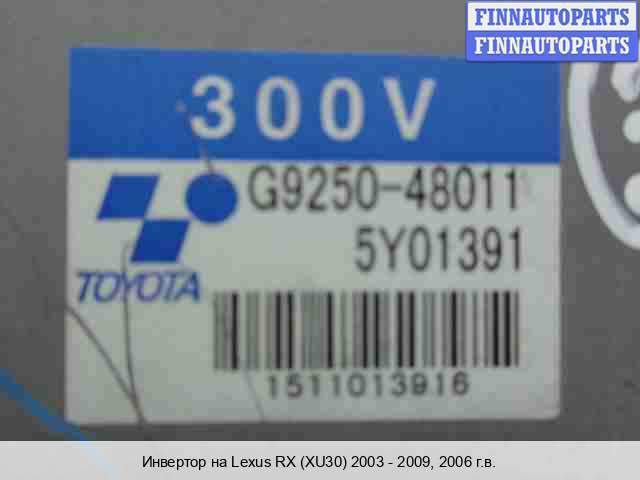 FINNAUTOPARTS
FINNAUTOPARTS
300V
G9250-48011
5Y01391
TOYOTA
1511013916
Инвертор на Lexus RX (XU30) 2003 - 2009, 2006 г.в.